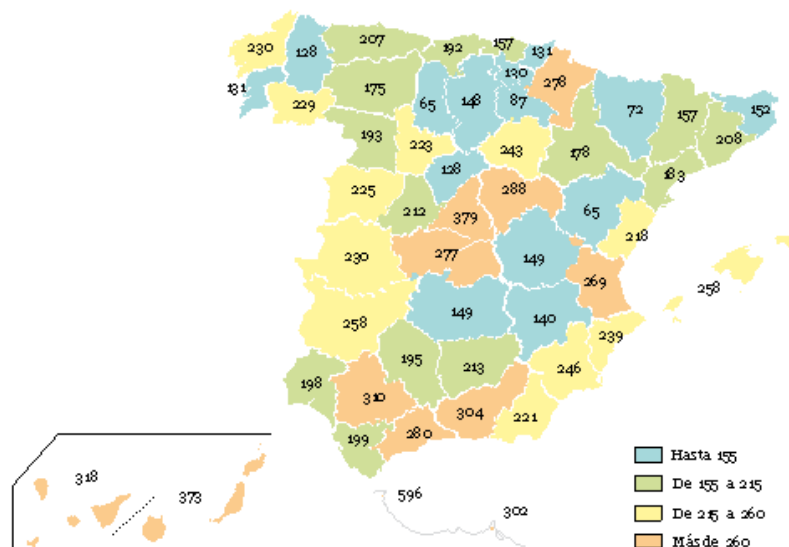 207 192 157 131
230 128 130
278
131 175 65 148 87 72 152
229 157
193 223 243 178 208
128
225 288 183
212 379 65
218
230 277 149
269 258
258 149 140
239
195 213 246
198
310
304 221
199 280
318
373
596
302
Hasta 155
De 155 a 215
De 215 a 260
Más de 260